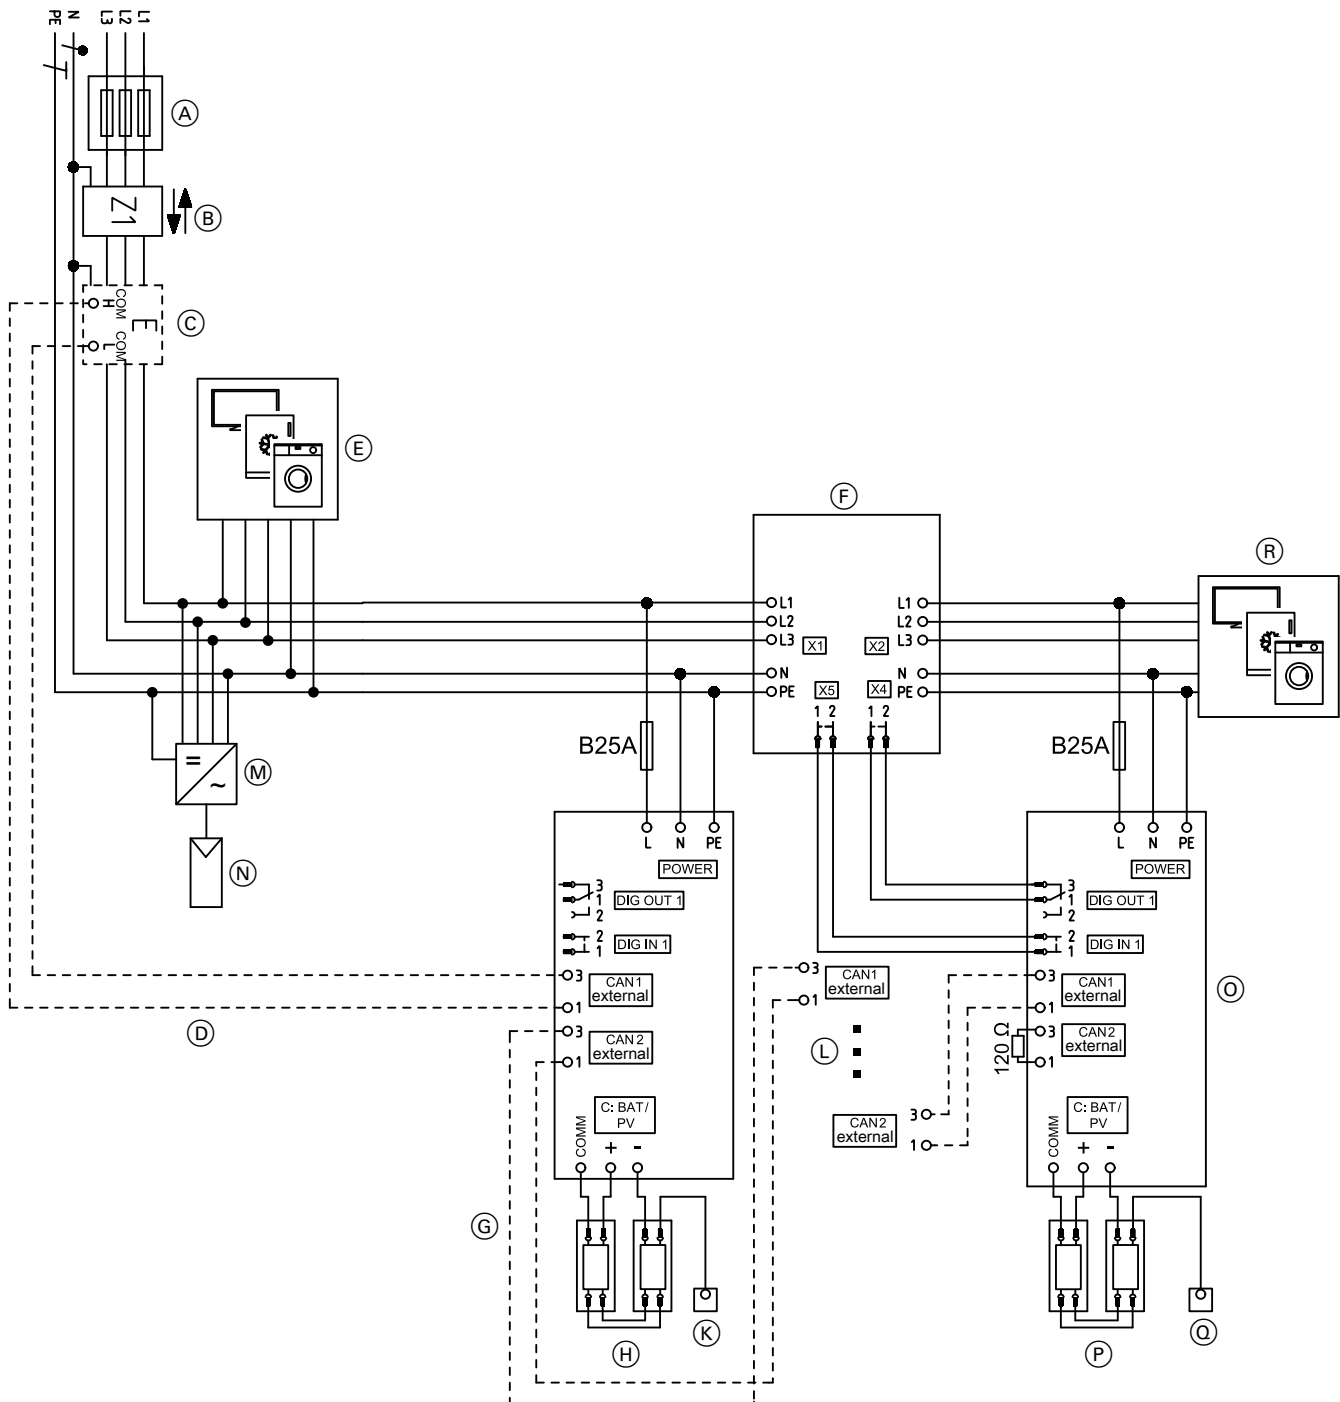 PE N L3 L2 L1
A
Z1
B
H COM
L COM
E
C
N
E
F
R
N
L1
L2
L3
N
PE
X1
X2
X5
X4
1 2
1 2
L1
L2
L3
N
PE
B25A
B25A
M
N
L N PE
POWER
3
1
2
DIG OUT 1
2
1
DIG IN 1
3
1
CAN1
external
3
1
CAN2
external
C: BAT/
PV
COMM
+ -
D
G
H
K
3
1
CAN1
external
L
CAN2
external
3
1
L N PE
POWER
3
1
2
DIG OUT 1
2
1
DIG IN 1
3
1
CAN1
external
3
1
CAN2
external
120 Ω
C: BAT/
PV
COMM
+ -
O
P
Q